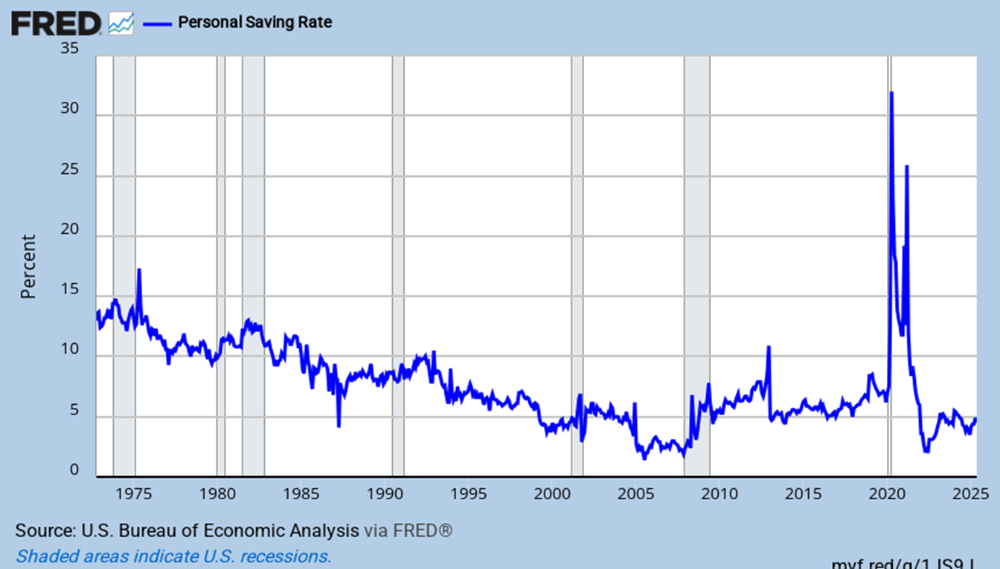 FRED Personal Saving Rate
35
30
25
20
15
10
5
0
Percent
1975 1980 1985 1990 1995 2000 2005 2010 2015 2020 2025
Source: U.S. Bureau of Economic Analysis via FRED®
Shaded areas indicate U.S. recessions.